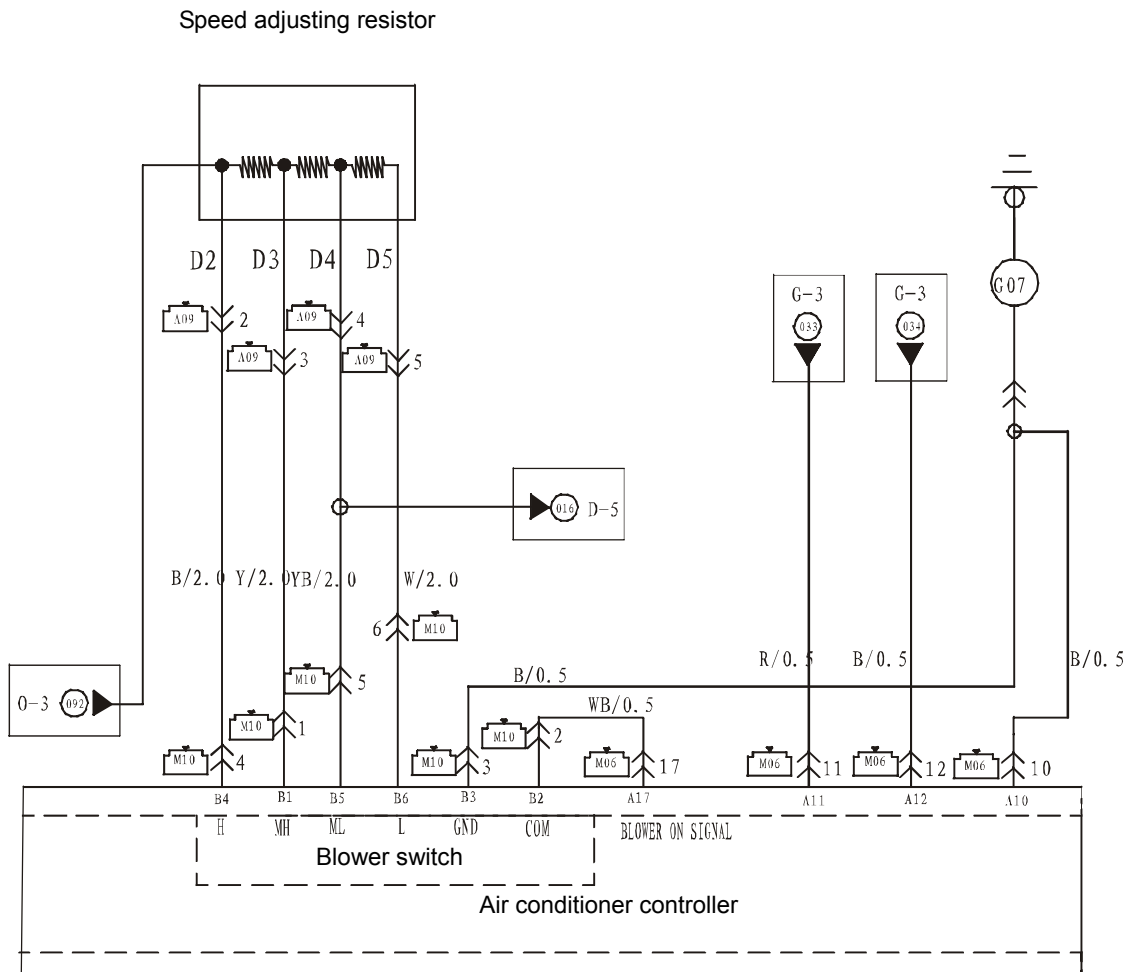 Speed adjusting resistor
D2 D3 D4 D5
A09 2 A09 4
A09 3 A09 5
G-3 G-3
033 034
G07
016 D-5
B/2.0 Y/2.0 YB/2.0 W/2.0
6 M10
R/0.5 B/0.5 B/0.5
M10 5 B/0.5
O-3 092 WB/0.5
M10 1 M10 2
M10 4 M10 3 M06 17 M06 11 M06 12 M06 10
B4 B1 B5 B6 B3 B2 A17 A11 A12 A10
H MH ML L GND COM BLOWER ON SIGNAL
Blower switch
Air conditioner controller